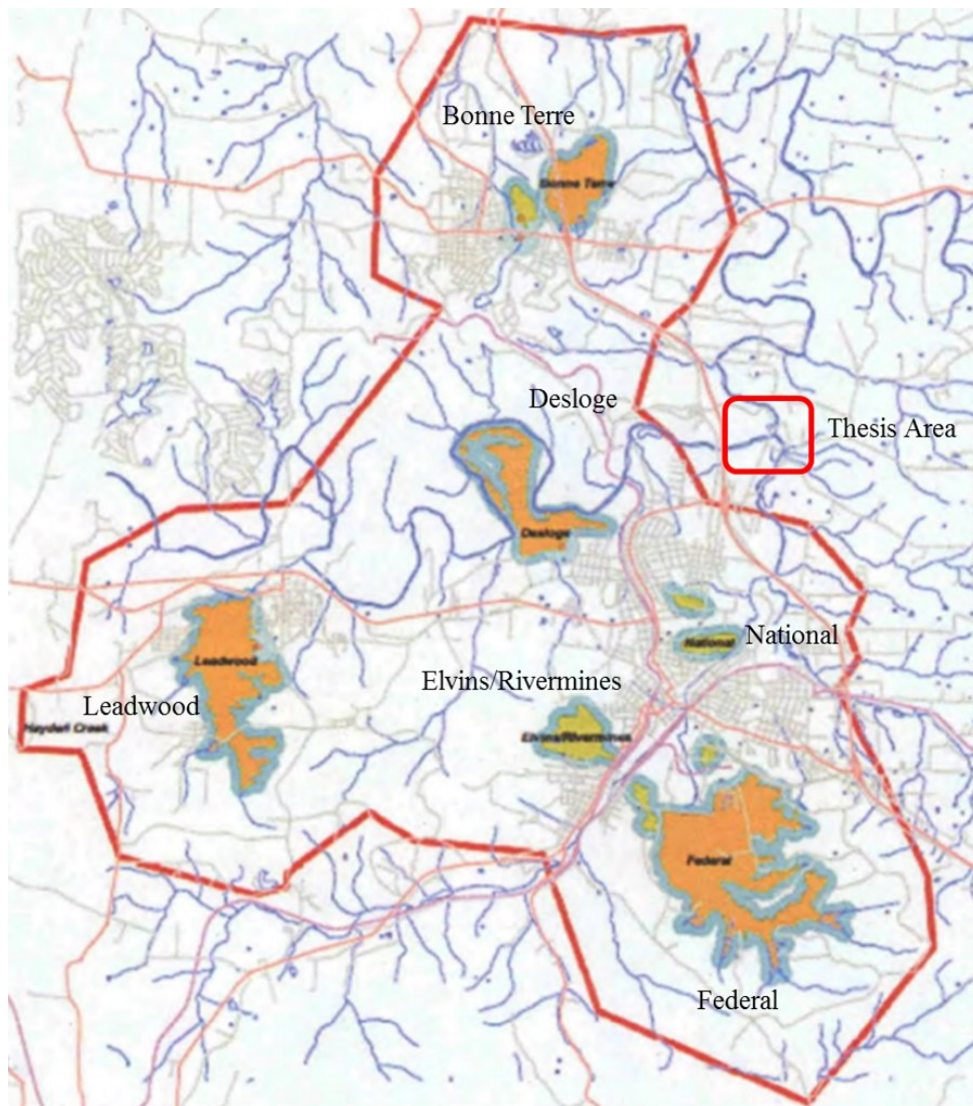 Bonne Terre
Bonne Terre
Desloge
Thesis Area
Desloge
National
National
Leadwood
Elvins/Rivermines
Leadwood
Hayden Creek
Elvins/Rivermines
Federal
Federal